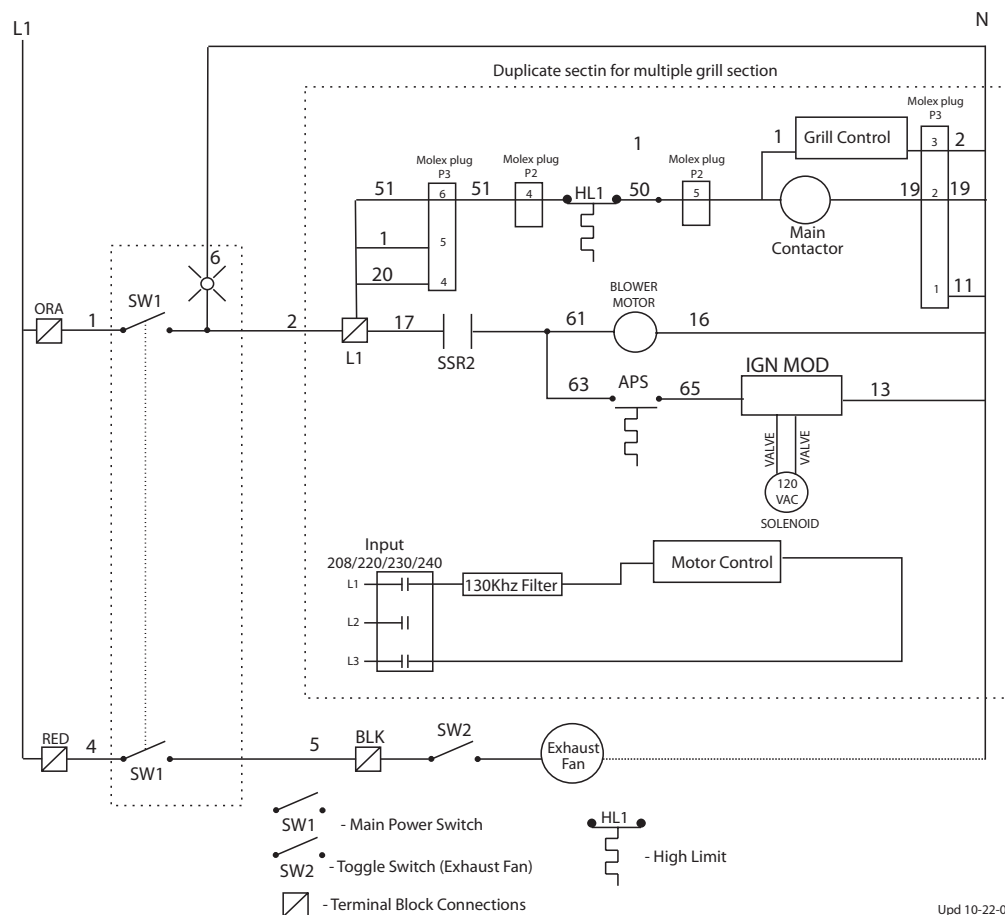 L1
N
Duplicate sectin for multiple grill section
Molex plug
P3
1
1
Grill Control
3
2
Molex plug
P3
Molex plug
P2
Molex plug
P2
51
6
51
4
HL1
50
5
19
2
19
Main
Contactor
1
5
20
4
1
11
6
ORA
1
SW1
2
L1
17
SSR2
61
BLOWER
MOTOR
16
63
APS
65
IGN MOD
13
VALVE
VALVE
120
VAC
SOLENOID
Input
208/220/230/240
L1
130Khz Filter
Motor Control
L2
L3
RED
4
SW1
5
BLK
SW2
Exhaust
Fan
SW1
- Main Power Switch
HL1
- High Limit
SW2
- Toggle Switch (Exhaust Fan)
- Terminal Block Connections